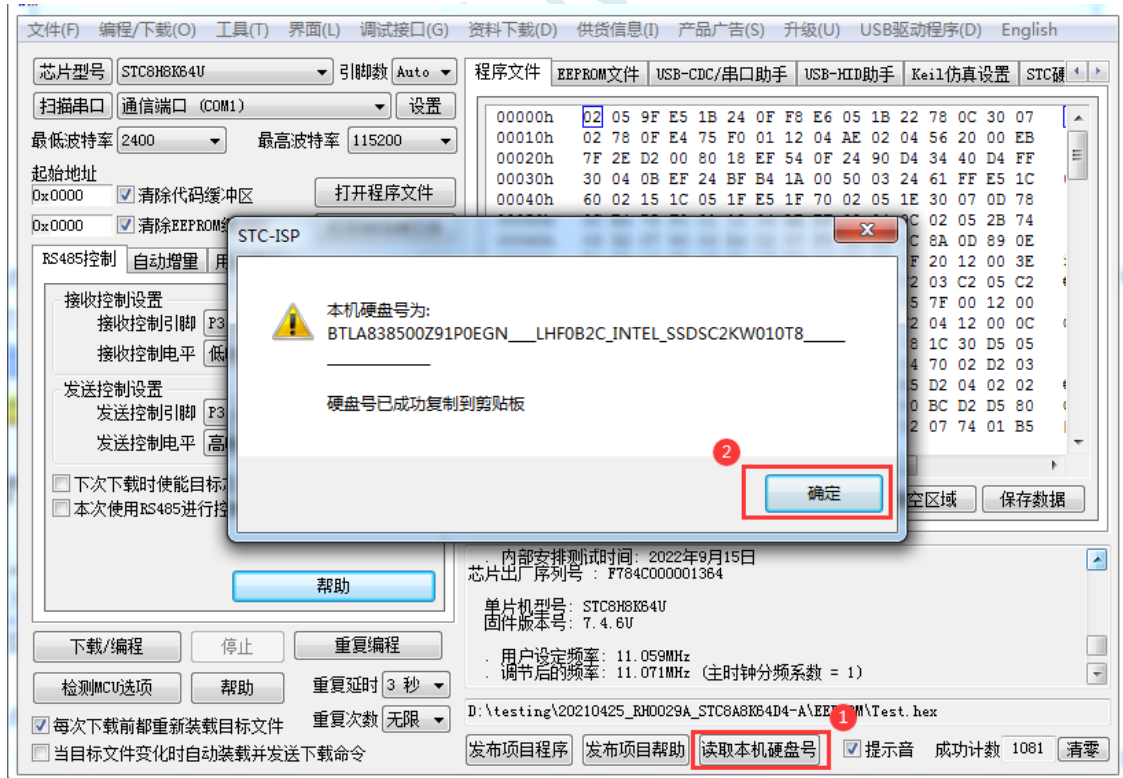 文件(F) 编程/下载(O) 工具(T) 界面(L) 调试接口(G) 资料下载(D) 供货信息(I) 产品广告(S) 升级(U) USB驱动程序(D) English
芯片型号 STC8H8K64U 引脚数 Auto
扫描串口 通信端口 (COM1) 设置
最低波特率 2400 最高波特率 115200
起始地址
0x0000 清除代码缓冲区 打开程序文件
0x0000 清除EEPROM
RS485控制 自动增量
接收控制设置
接收控制引脚 P3
接收控制电平
发送控制设置
发送控制引脚 P3
发送控制电平 高
下次下载时使能目标
本次使用RS485进行控
帮助
程序文件 EEPROM文件 USB-CDC/串口助手 USB-HID助手 Keil仿真设置 STC硬
00000h 02 05 9F E5 1B 24 0F F8 E6 05 1B 22 78 0C 30 07
00010h 02 78 0F E4 75 F0 01 12 04 AE 02 04 56 20 00 EB
00020h 7F 2E D2 00 80 18 EF 54 0F 24 90 D4 34 40 D4 FF
00030h 30 04 0B EF 24 BF B4 1A 00 50 03 24 61 FF E5 1C
00040h 60 02 15 1C 05 1F E5 1F 70 02 05 1E 30 07 0D 78
02 05 2B 74
8A 0D 89 0E
20 12 00 3E
03 C2 05 C2
7F 00 12 00
04 12 00 0C
1C 30 D5 05
70 02 D2 03
D2 04 02 02
BC D2 D5 80
07 74 01 B5
STC-ISP
本机硬盘号为:
BTLA838500Z91P0EGN___LHF0B2C_INTEL_SSDSC2KW010T8_____
_____________
硬盘号已成功复制到剪贴板
2
确定
空区域 保存数据
. 内部安排测试时间: 2022年9月15日
芯片出厂序列号 : F784C000001364
单片机型号: STC8H8K64U
固件版本号: 7.4.6U
. 用户设定频率: 11.059MHz
. 调节后的频率: 11.071MHz (主时钟分频系数 = 1)
下载/编程 停止 重复编程
检测MCU选项 帮助 重复延时 3 秒
每次下载前都重新装载目标文件 重复次数 无限
当目标文件变化时自动装载并发送下载命令
D:\testing\20210425_RH0029A_STC8A8K64D4-A\EEPROM\Test.hex
1
发布项目程序 发布项目帮助 读取本机硬盘号 提示音 成功计数 1081 清零